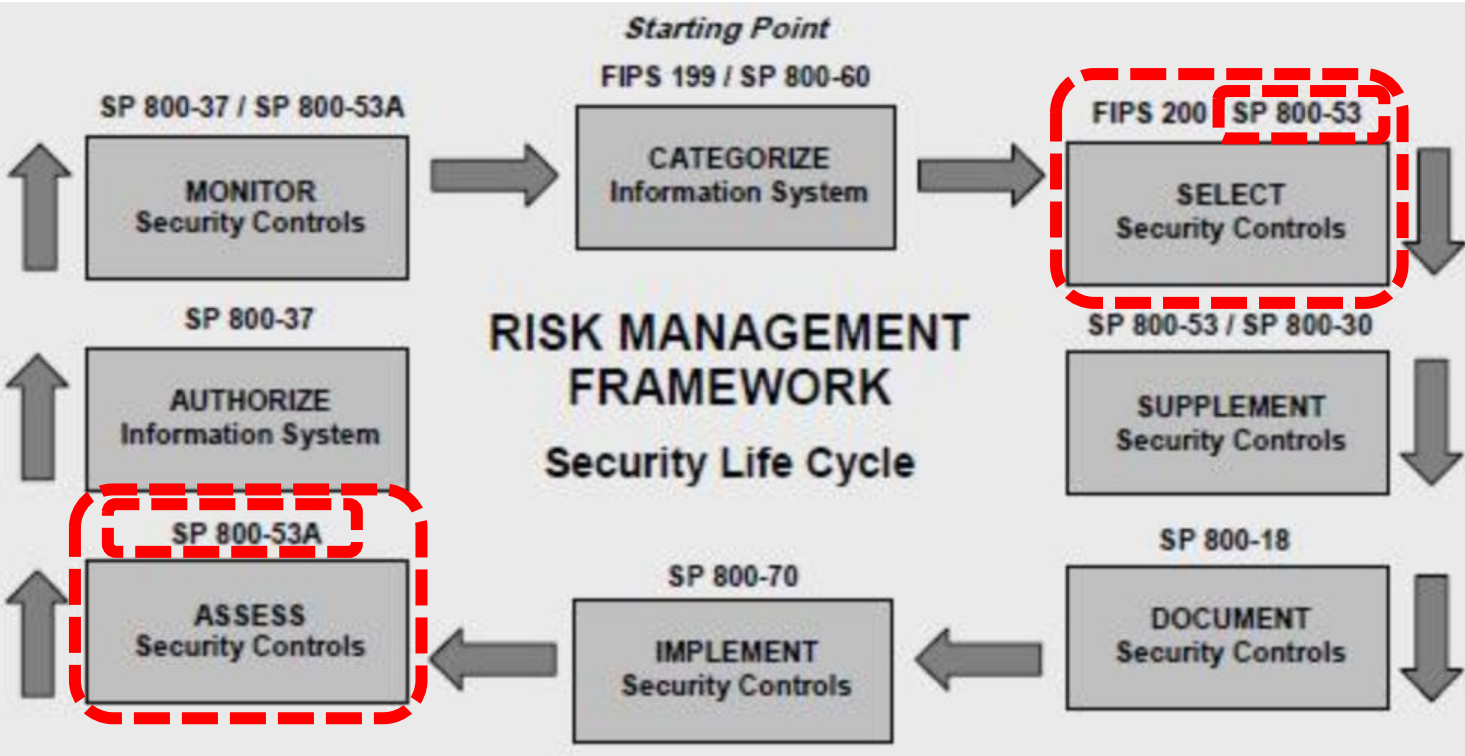 Starting Point
FIPS 199 / SP 800-60
CATEGORIZE
Information System
FIPS 200 SP 800-53
SELECT
Security Controls
SP 800-53 / SP 800-30
SUPPLEMENT
Security Controls
SP 800-18
DOCUMENT
Security Controls
SP 800-70
IMPLEMENT
Security Controls
SP 800-53A
ASSESS
Security Controls
SP 800-37
AUTHORIZE
Information System
SP 800-37 / SP 800-53A
MONITOR
Security Controls
RISK MANAGEMENT
FRAMEWORK
Security Life Cycle